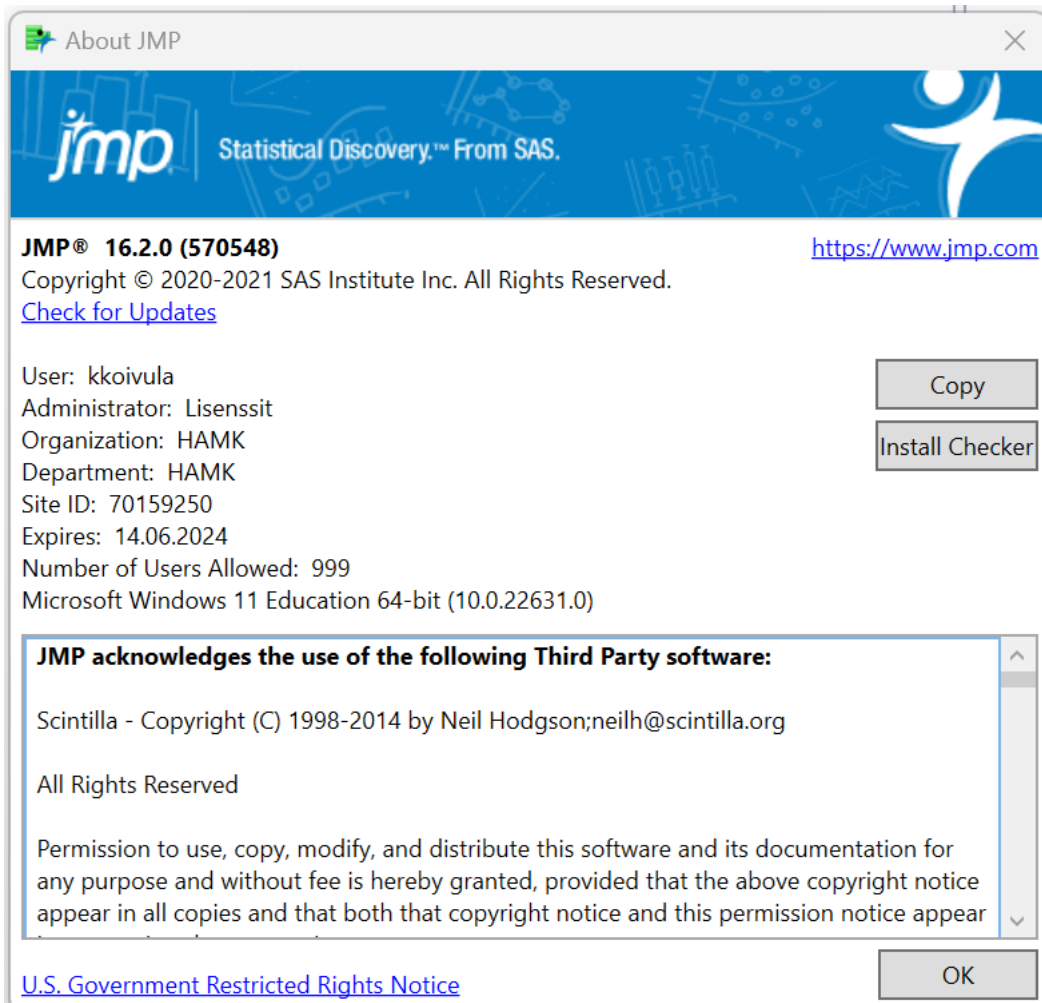 About JMP
jmp
Statistical Discovery.™ From SAS.
JMP® 16.2.0 (570548)
https://www.jmp.com
Copyright © 2020-2021 SAS Institute Inc. All Rights Reserved.
Check for Updates
User: kkoivula
Copy
Administrator: Lisenssit
Organization: HAMK
Install Checker
Department: HAMK
Site ID: 70159250
Expires: 14.06.2024
Number of Users Allowed: 999
Microsoft Windows 11 Education 64-bit (10.0.22631.0)
JMP acknowledges the use of the following Third Party software:
Scintilla - Copyright (C) 1998-2014 by Neil Hodgson;neilh@scintilla.org
All Rights Reserved
Permission to use, copy, modify, and distribute this software and its documentation for
any purpose and without fee is hereby granted, provided that the above copyright notice
appear in all copies and that both that copyright notice and this permission notice appear
U.S. Government Restricted Rights Notice
OK